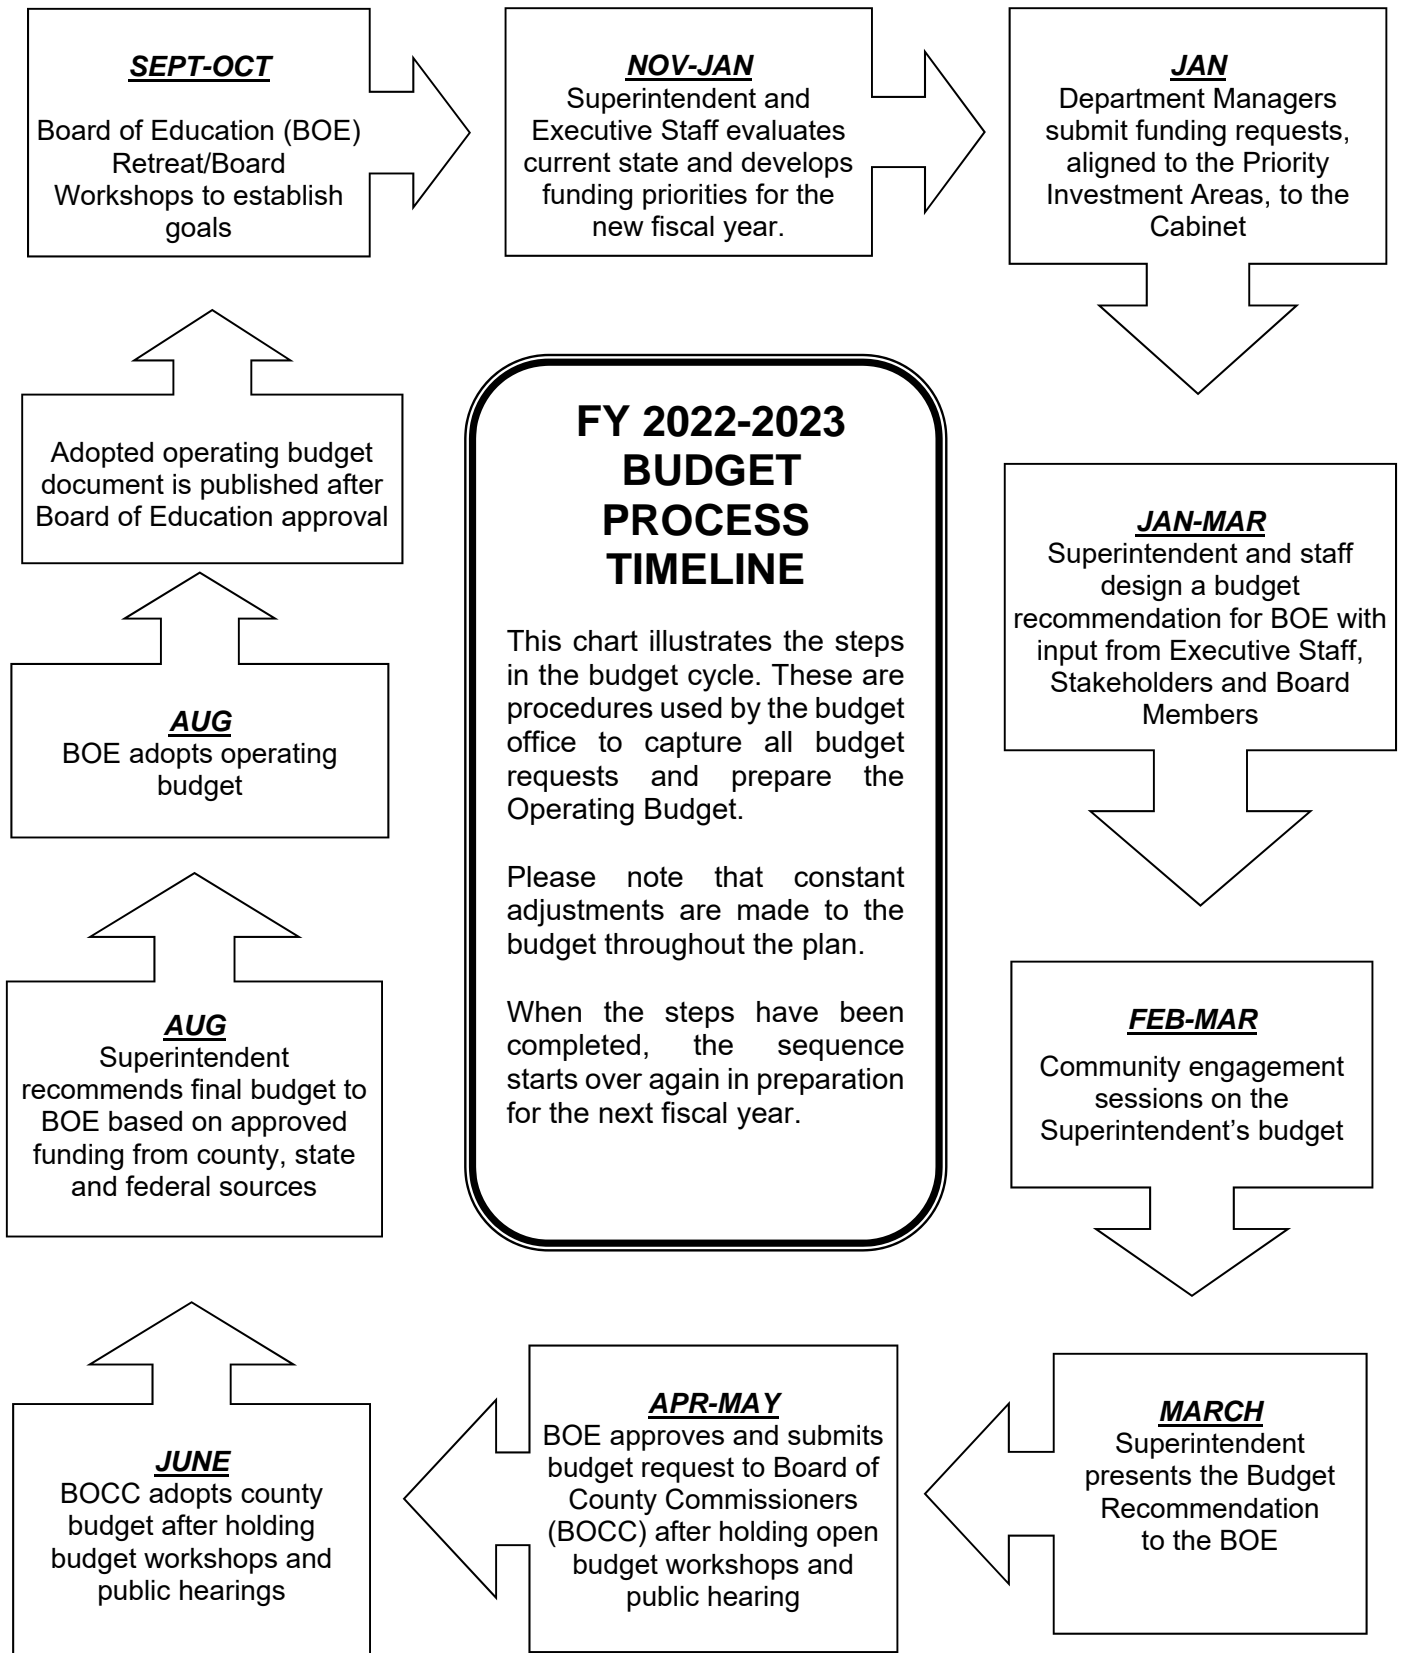 SEPT-OCT
Board of Education (BOE)
Retreat/Board
Workshops to establish
goals
NOV-JAN
Superintendent and
Executive Staff evaluates
current state and develops
funding priorities for the
new fiscal year.
JAN
Department Managers
submit funding requests,
aligned to the Priority
Investment Areas, to the
Cabinet
JAN-MAR
Superintendent and staff
design a budget
recommendation for BOE with
input from Executive Staff,
Stakeholders and Board
Members
FEB-MAR
Community engagement
sessions on the
Superintendent’s budget
MARCH
Superintendent
presents the Budget
Recommendation
to the BOE
APR-MAY
BOE approves and submits
budget request to Board of
County Commissioners
(BOCC) after holding open
budget workshops and
public hearing
JUNE
BOCC adopts county
budget after holding
budget workshops and
public hearings
AUG
Superintendent
recommends final budget to
BOE based on approved
funding from county, state
and federal sources
AUG
BOE adopts operating
budget
Adopted operating budget
document is published after
Board of Education approval
FY 2022-2023
BUDGET
PROCESS
TIMELINE
This chart illustrates the steps
in the budget cycle. These are
procedures used by the budget
office to capture all budget
requests and prepare the
Operating Budget.
Please note that constant
adjustments are made to the
budget throughout the plan.
When the steps have been
completed, the sequence
starts over again in preparation
for the next fiscal year.